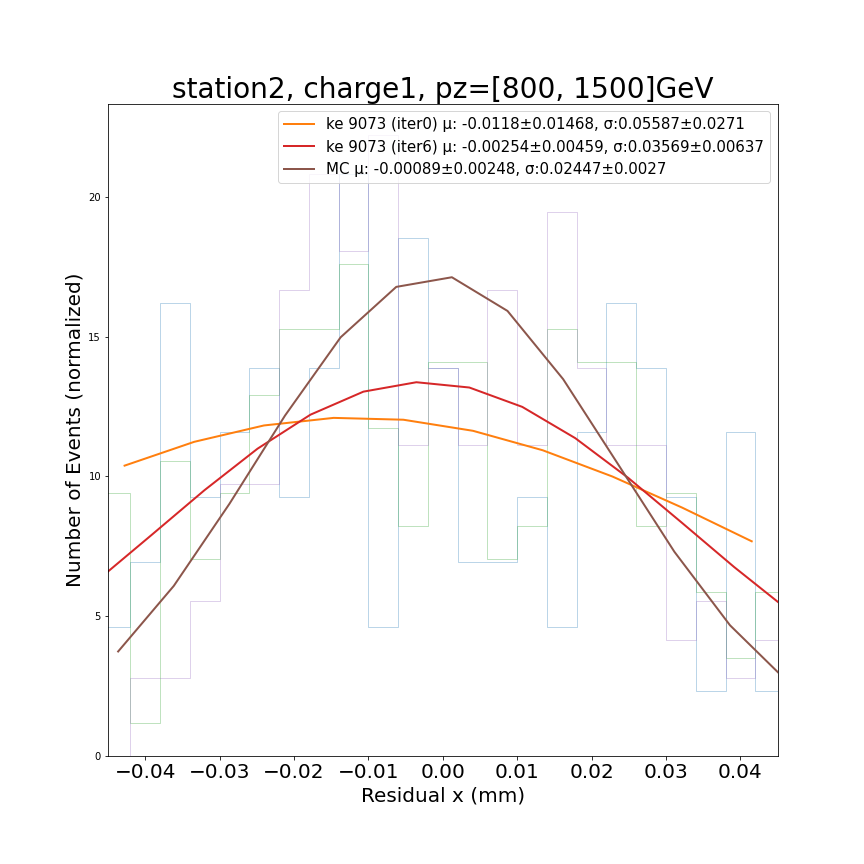 station2, charge1, pz=[800, 1500]GeV
ke 9073 (iter0) μ: -0.0118±0.01468, σ:0.05587±0.0271
ke 9073 (iter6) μ: -0.00254±0.00459, σ:0.03569±0.00637
MC μ: -0.00089±0.00248, σ:0.02447±0.0027
Number of Events (normalized)
20
15
10
5
0
−0.04 −0.03 −0.02 −0.01 0.00 0.01 0.02 0.03 0.04
Residual x (mm)